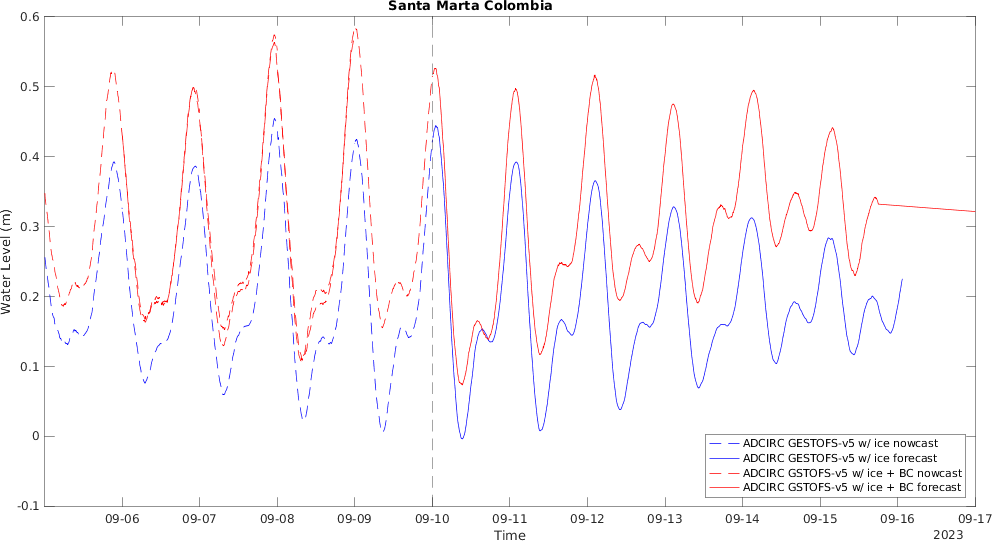 Santa Marta Colombia
0.6
0.5
0.4
0.3
0.2
0.1
0
-0.1
Water Level (m)
ADCIRC GESTOFS-v5 w/ ice nowcast
ADCIRC GESTOFS-v5 w/ ice forecast
ADCIRC GSTOFS-v5 w/ ice + BC nowcast
ADCIRC GSTOFS-v5 w/ ice + BC forecast
09-06 09-07 09-08 09-09 09-10 09-11 09-12 09-13 09-14 09-15 09-16 09-17
Time
2023